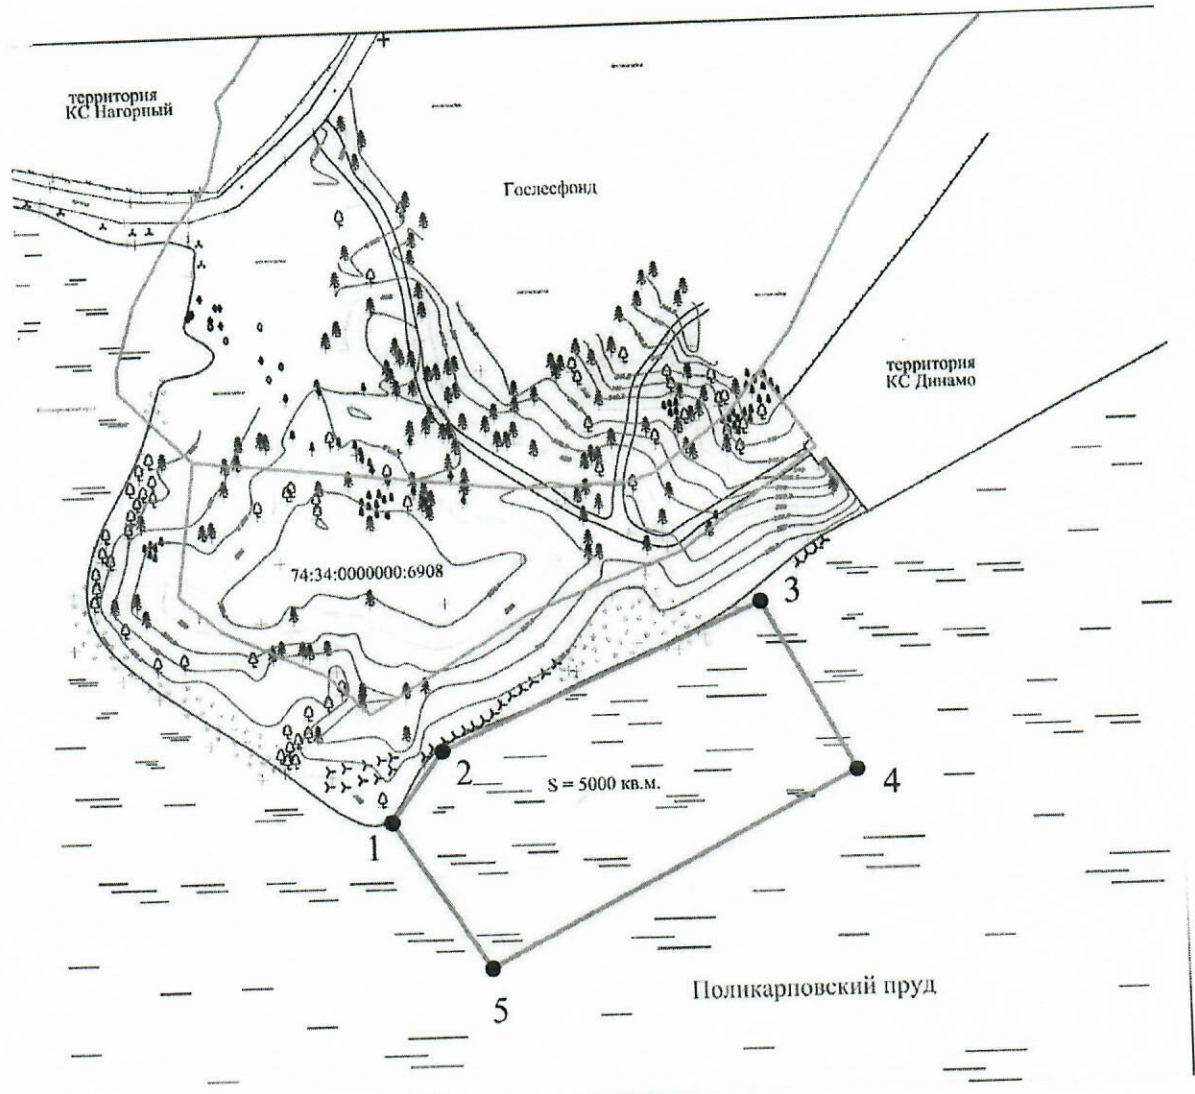 территория
КС Нагорный
Гослесфонд
территория
КС Динамо
74:34:0000000:6908
3
2
S = 5000 кв.м.
4
1
Поликарповский пруд
5